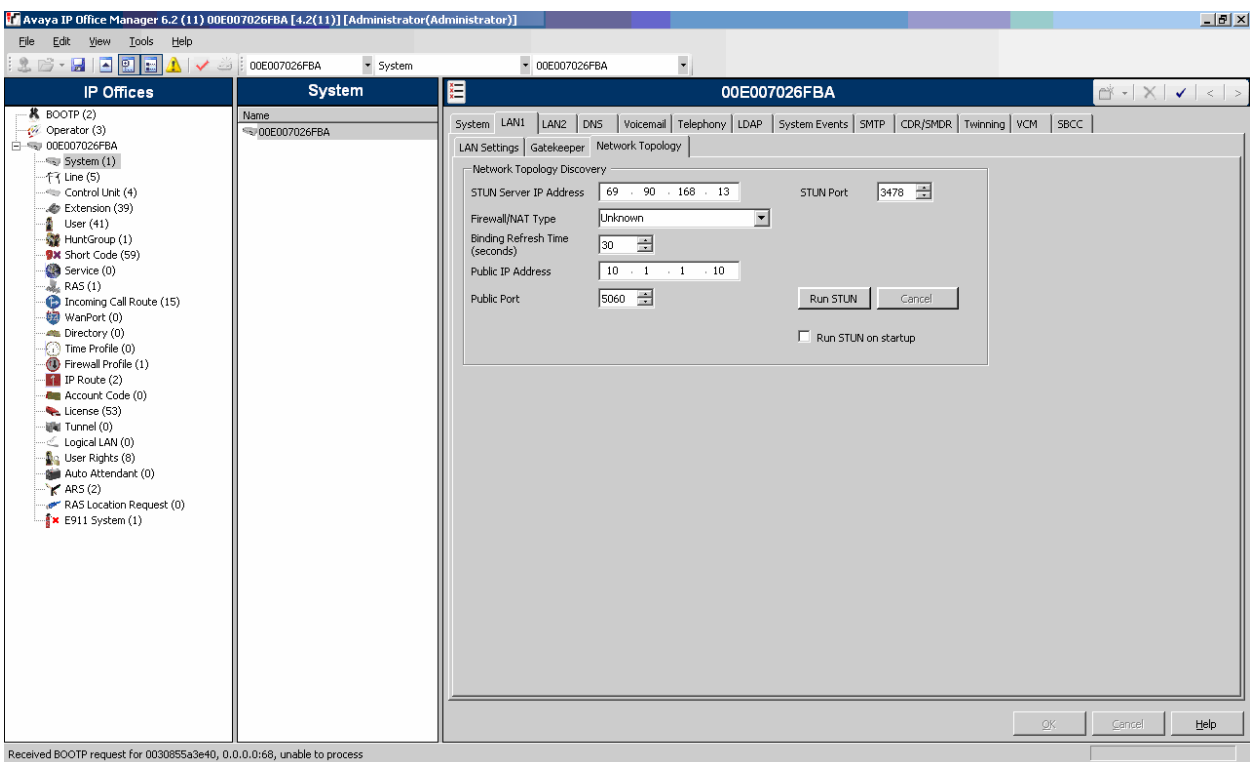 Avaya IP Office Manager 6.2 (11) 00E007026FBA [4.2(11)] [Administrator(Administrator)]
File Edit View Tools Help
00E007026FBA System 00E007026FBA
IP Offices
BOOTP (2)
Operator (3)
00E007026FBA
System (1)
Line (5)
Control Unit (4)
Extension (39)
User (41)
HuntGroup (1)
Short Code (59)
Service (0)
RAS (1)
Incoming Call Route (15)
WanPort (0)
Directory (0)
Time Profile (0)
Firewall Profile (1)
IP Route (2)
Account Code (0)
License (53)
Tunnel (0)
Logical LAN (0)
User Rights (8)
Auto Attendant (0)
ARS (2)
RAS Location Request (0)
E911 System (1)
System
Name
00E007026FBA
00E007026FBA
System LAN1 LAN2 DNS Voicemail Telephony LDAP System Events SMTP CDR/SMDR Twinning VCM SBCC
LAN Settings Gatekeeper Network Topology
Network Topology Discovery
STUN Server IP Address 69 . 90 . 168 . 13 STUN Port 3478
Firewall/NAT Type Unknown
Binding Refresh Time
(seconds) 30
Public IP Address 10 . 1 . 1 . 10
Public Port 5060 Run STUN Cancel
Run STUN on startup
OK Cancel Help
Received BOOTP request for 0030855a3e40, 0.0.0.0:68, unable to process